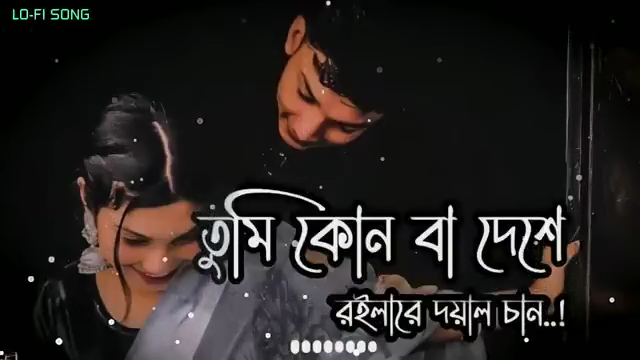 LO-FI SONG
তুমি কোন বা দেশে
রইলারে দয়াল চান..!